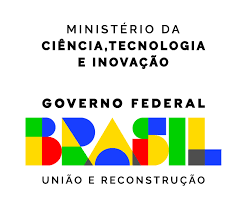 MINISTÉRIO DA
CIÊNCIA,TECNOLOGIA
E INOVAÇÃO
GOVERNO FEDERAL
BRASIL
UNIÃO E RECONSTRUÇÃO